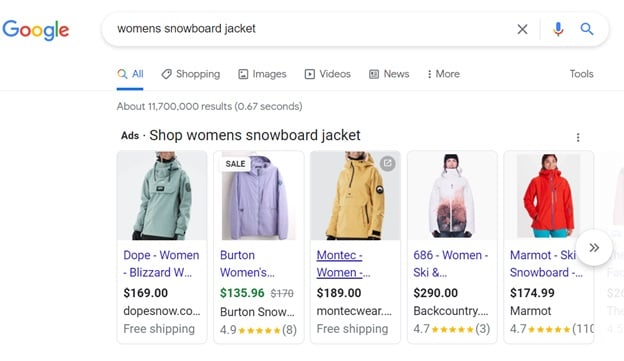 Google
womens snowboard jacket
All Shopping Images Videos News More Tools
About 11,700,000 results (0.67 seconds)
Ads · Shop womens snowboard jacket
SALE
Dope - Women
- Blizzard W...
$169.00
dopesnow.co...
Free shipping
Burton
Women's...
$135.96 $170
Burton Snow...
4.9 (8)
Montec -
Women -...
$189.00
montecwear....
Free shipping
686 - Women -
Ski &...
$290.00
Backcountry....
4.7 (3)
Marmot - Ski
Snowboard -...
$174.99
Marmot
4.7 (110